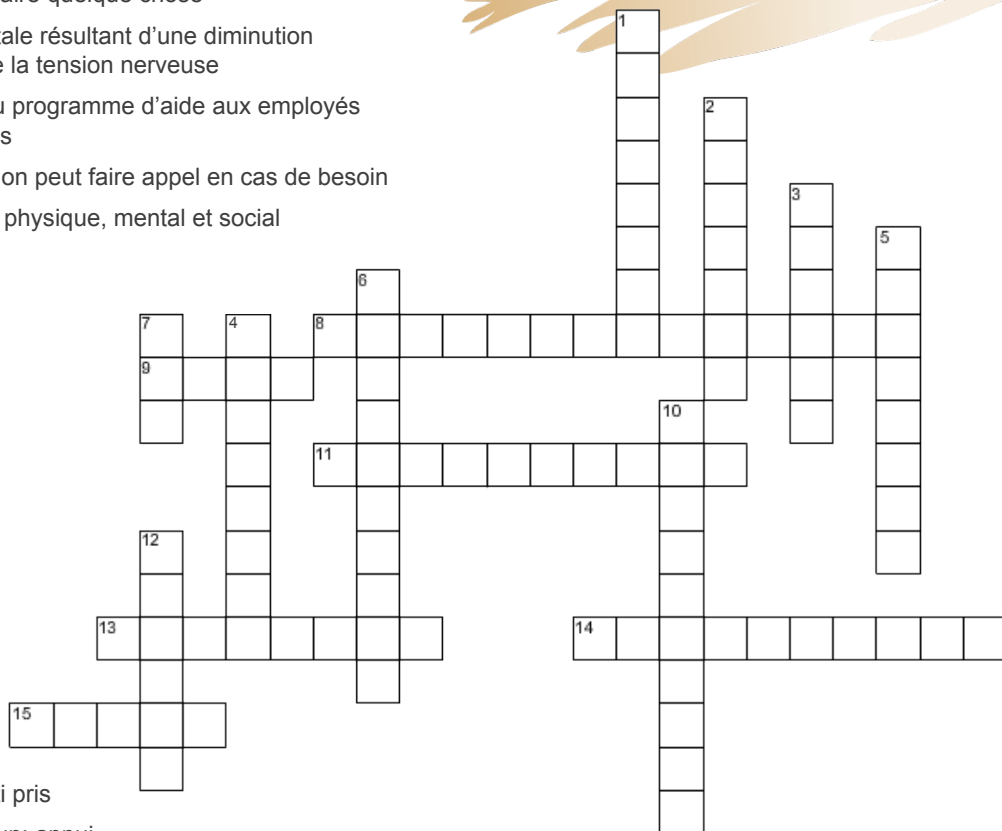 aire quelque chose
tale résultant d'une diminution
e la tension nerveuse
u programme d'aide aux employés
s
on peut faire appel en cas de besoin
physique, mental et social
1
2
3
5
6
7
4
8
9
10
11
12
13
14
15
i pris